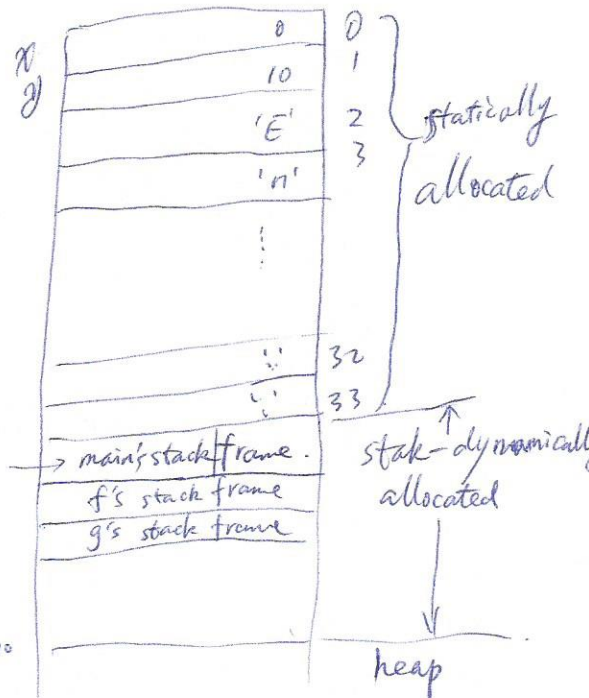 0 0
x 1
y 10
'E' 2
3
statically
'n'
allocated
32
':' 33
main's stack frame.
stak-dynamically
allocated
f's stack frame
g's stack frame
heap